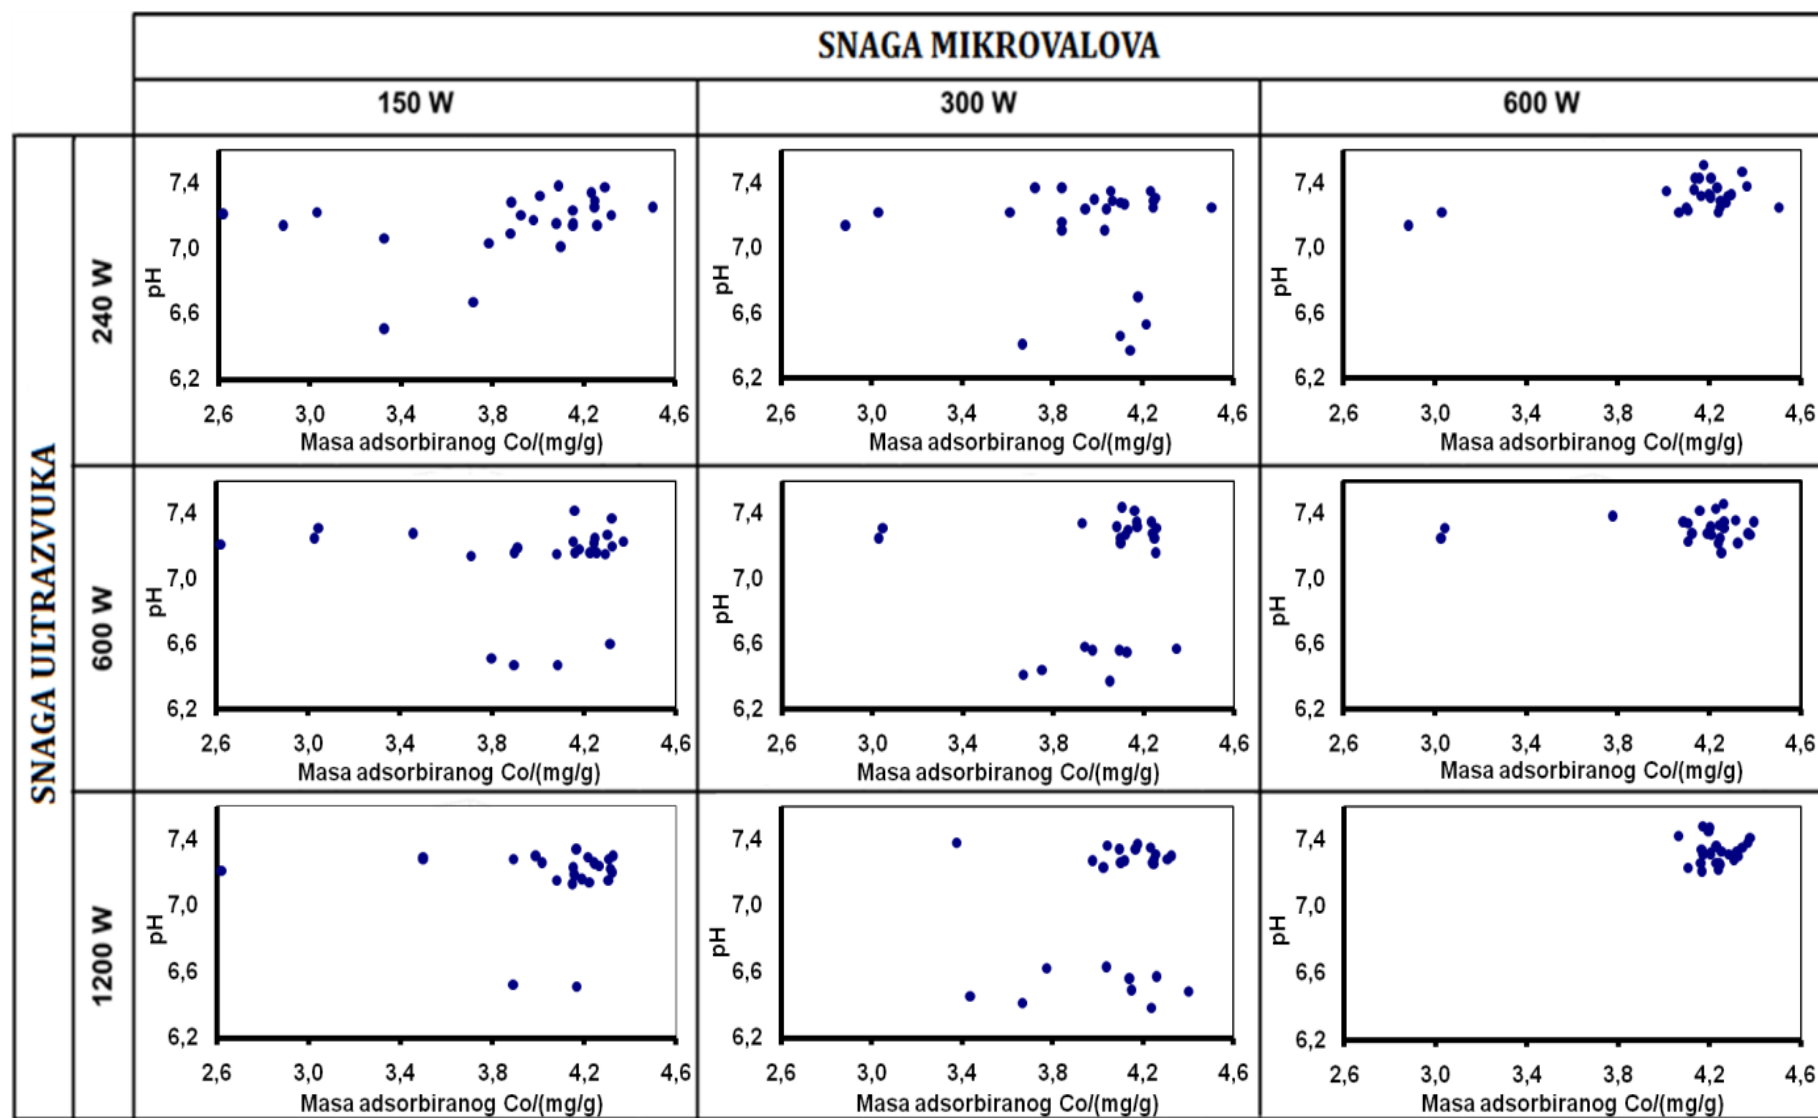 SNAGA MIKROVALOVA
150 W 300 W 600 W
SNAGA ULTRAZVUKA
240 W
pH
7,4
7,0
6,6
6,2
2,6 3,0 3,4 3,8 4,2 4,6
Masa adsorbiranog Co/(mg/g)
pH
7,4
7,0
6,6
6,2
2,6 3,0 3,4 3,8 4,2 4,6
Masa adsorbiranog Co/(mg/g)
pH
7,4
7,0
6,6
6,2
2,6 3,0 3,4 3,8 4,2 4,6
Masa adsorbiranog Co/(mg/g)
600 W
pH
7,4
7,0
6,6
6,2
2,6 3,0 3,4 3,8 4,2 4,6
Masa adsorbiranog Co/(mg/g)
pH
7,4
7,0
6,6
6,2
2,6 3,0 3,4 3,8 4,2 4,6
Masa adsorbiranog Co/(mg/g)
pH
7,4
7,0
6,6
6,2
2,6 3,0 3,4 3,8 4,2 4,6
Masa adsorbiranog Co/(mg/g)
1200 W
pH
7,4
7,0
6,6
6,2
2,6 3,0 3,4 3,8 4,2 4,6
Masa adsorbiranog Co/(mg/g)
pH
7,4
7,0
6,6
6,2
2,6 3,0 3,4 3,8 4,2 4,6
Masa adsorbiranog Co/(mg/g)
pH
7,4
7,0
6,6
6,2
2,6 3,0 3,4 3,8 4,2 4,6
Masa adsorbiranog Co/(mg/g)